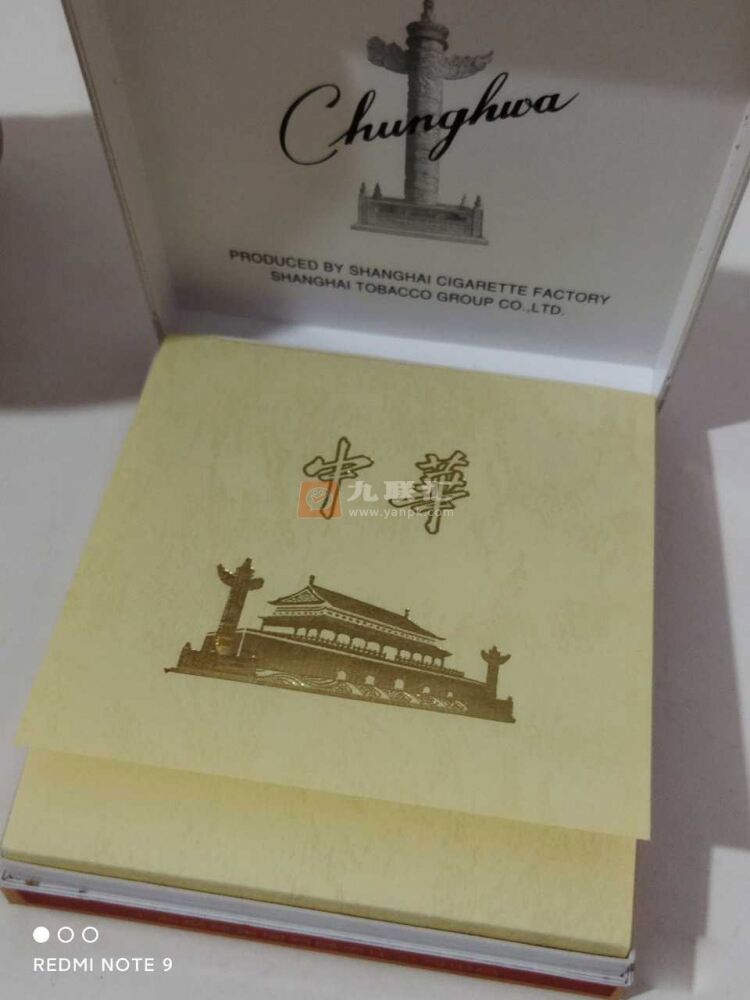 Chunghwa
PRODUCED BY SHANGHAI CIGARETTE FACTORY
SHANGHAI TOBACCO GROUP CO.,LTD.
中華
九联汇
www.yanpk.com
REDMI NOTE 9